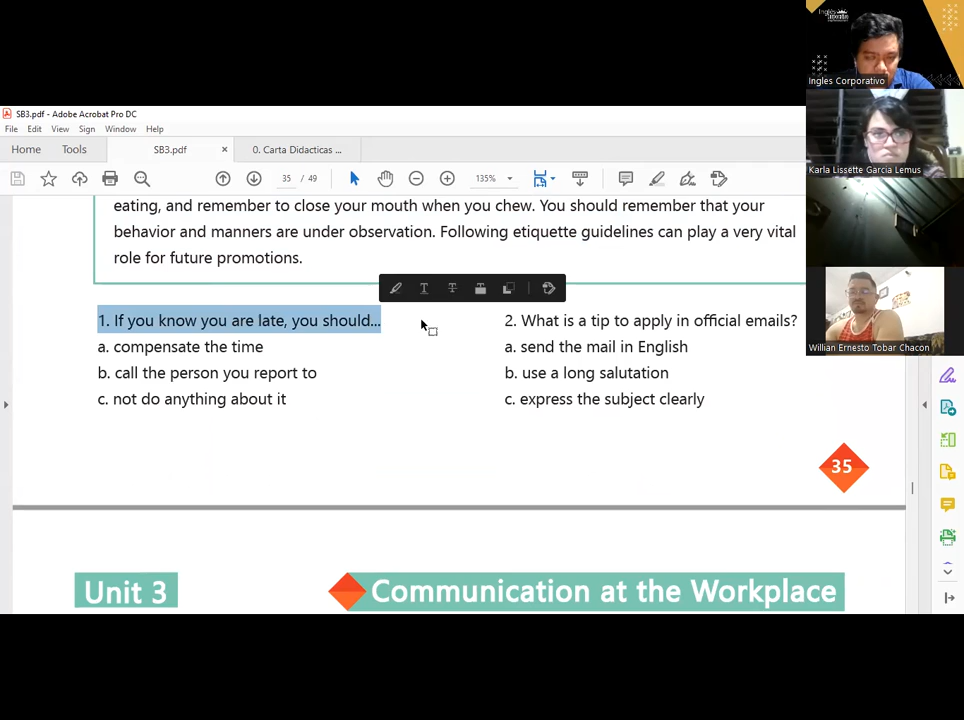 SB3.pdf - Adobe Acrobat Pro DC
File Edit View Sign Window Help
Home Tools SB3.pdf × 0. Carta Didacticas ...
35 / 49 135%
eating, and remember to close your mouth when you chew. You should remember that your
behavior and manners are under observation. Following etiquette guidelines can play a very vital
role for future promotions.
1. If you know you are late, you should...
a. compensate the time
b. call the person you report to
c. not do anything about it
2. What is a tip to apply in official emails?
a. send the mail in English
b. use a long salutation
c. express the subject clearly
35
Unit 3
Communication at the Workplace
Inglés
Corporativo
Ingles Corporativo
Karla Lissette Garcia Lemus
Willian Ernesto Tobar Chacon